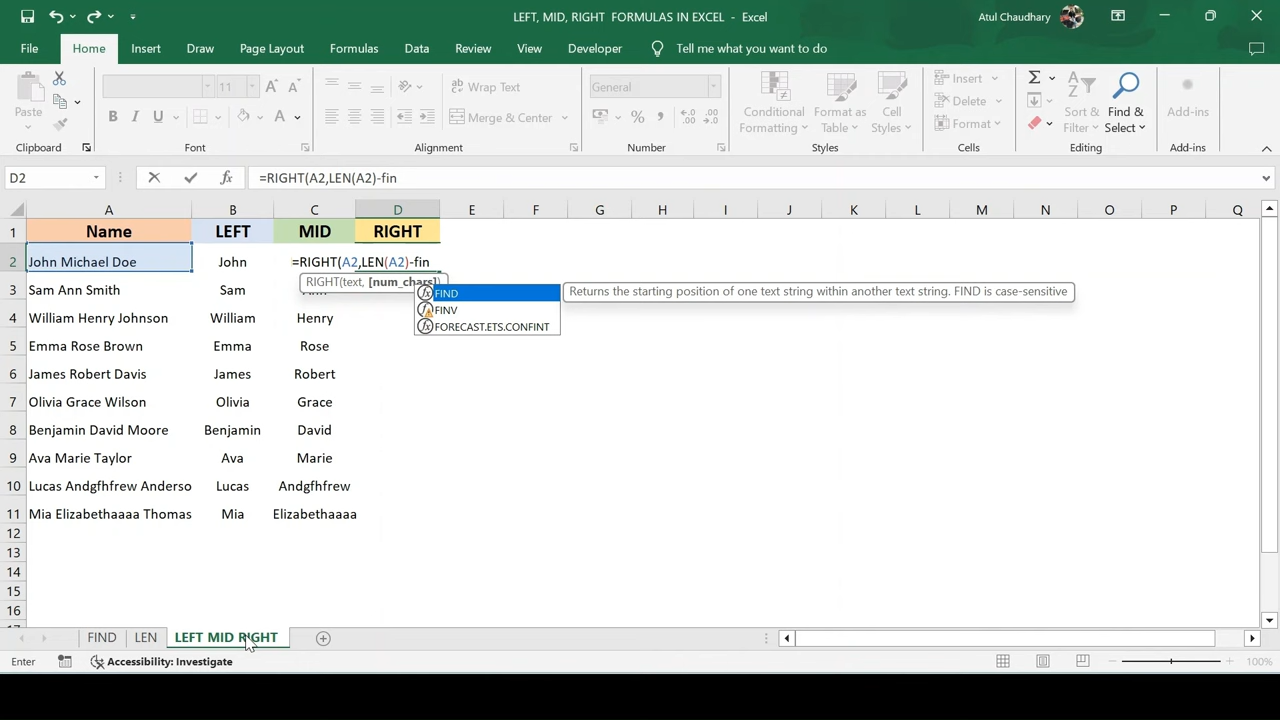 LEFT, MID, RIGHT FORMULAS IN EXCEL - Excel
Atul Chaudhary
File Home Insert Draw Page Layout Formulas Data Review View Developer Tell me what you want to do
Paste
11
B I U A
Wrap Text
Merge & Center
General
Conditional Formatting
Format as Table
Cell Styles
Insert
Delete
Format
Sort & Filter
Find & Select
Add-ins
Clipboard Font Alignment Number Styles Cells Editing Add-ins
D2 fx =RIGHT(A2,LEN(A2)-fin
A B C D E F G H I J K L M N O P Q
1 Name LEFT MID RIGHT
2 John Michael Doe John =RIGHT(A2,LEN(A2)-fin
RIGHT(text, [num_chars])
FIND Returns the starting position of one text string within another text string. FIND is case-sensitive
FINV
FORECAST.ETS.CONFINT
3 Sam Ann Smith Sam
4 William Henry Johnson William Henry
5 Emma Rose Brown Emma Rose
6 James Robert Davis James Robert
7 Olivia Grace Wilson Olivia Grace
8 Benjamin David Moore Benjamin David
9 Ava Marie Taylor Ava Marie
10 Lucas Andgfhfrew Anderso Lucas Andgfhfrew
11 Mia Elizabethaaaa Thomas Mia Elizabethaaaa
12
13
14
15
16
FIND LEN LEFT MID RIGHT
Enter Accessibility: Investigate 100%